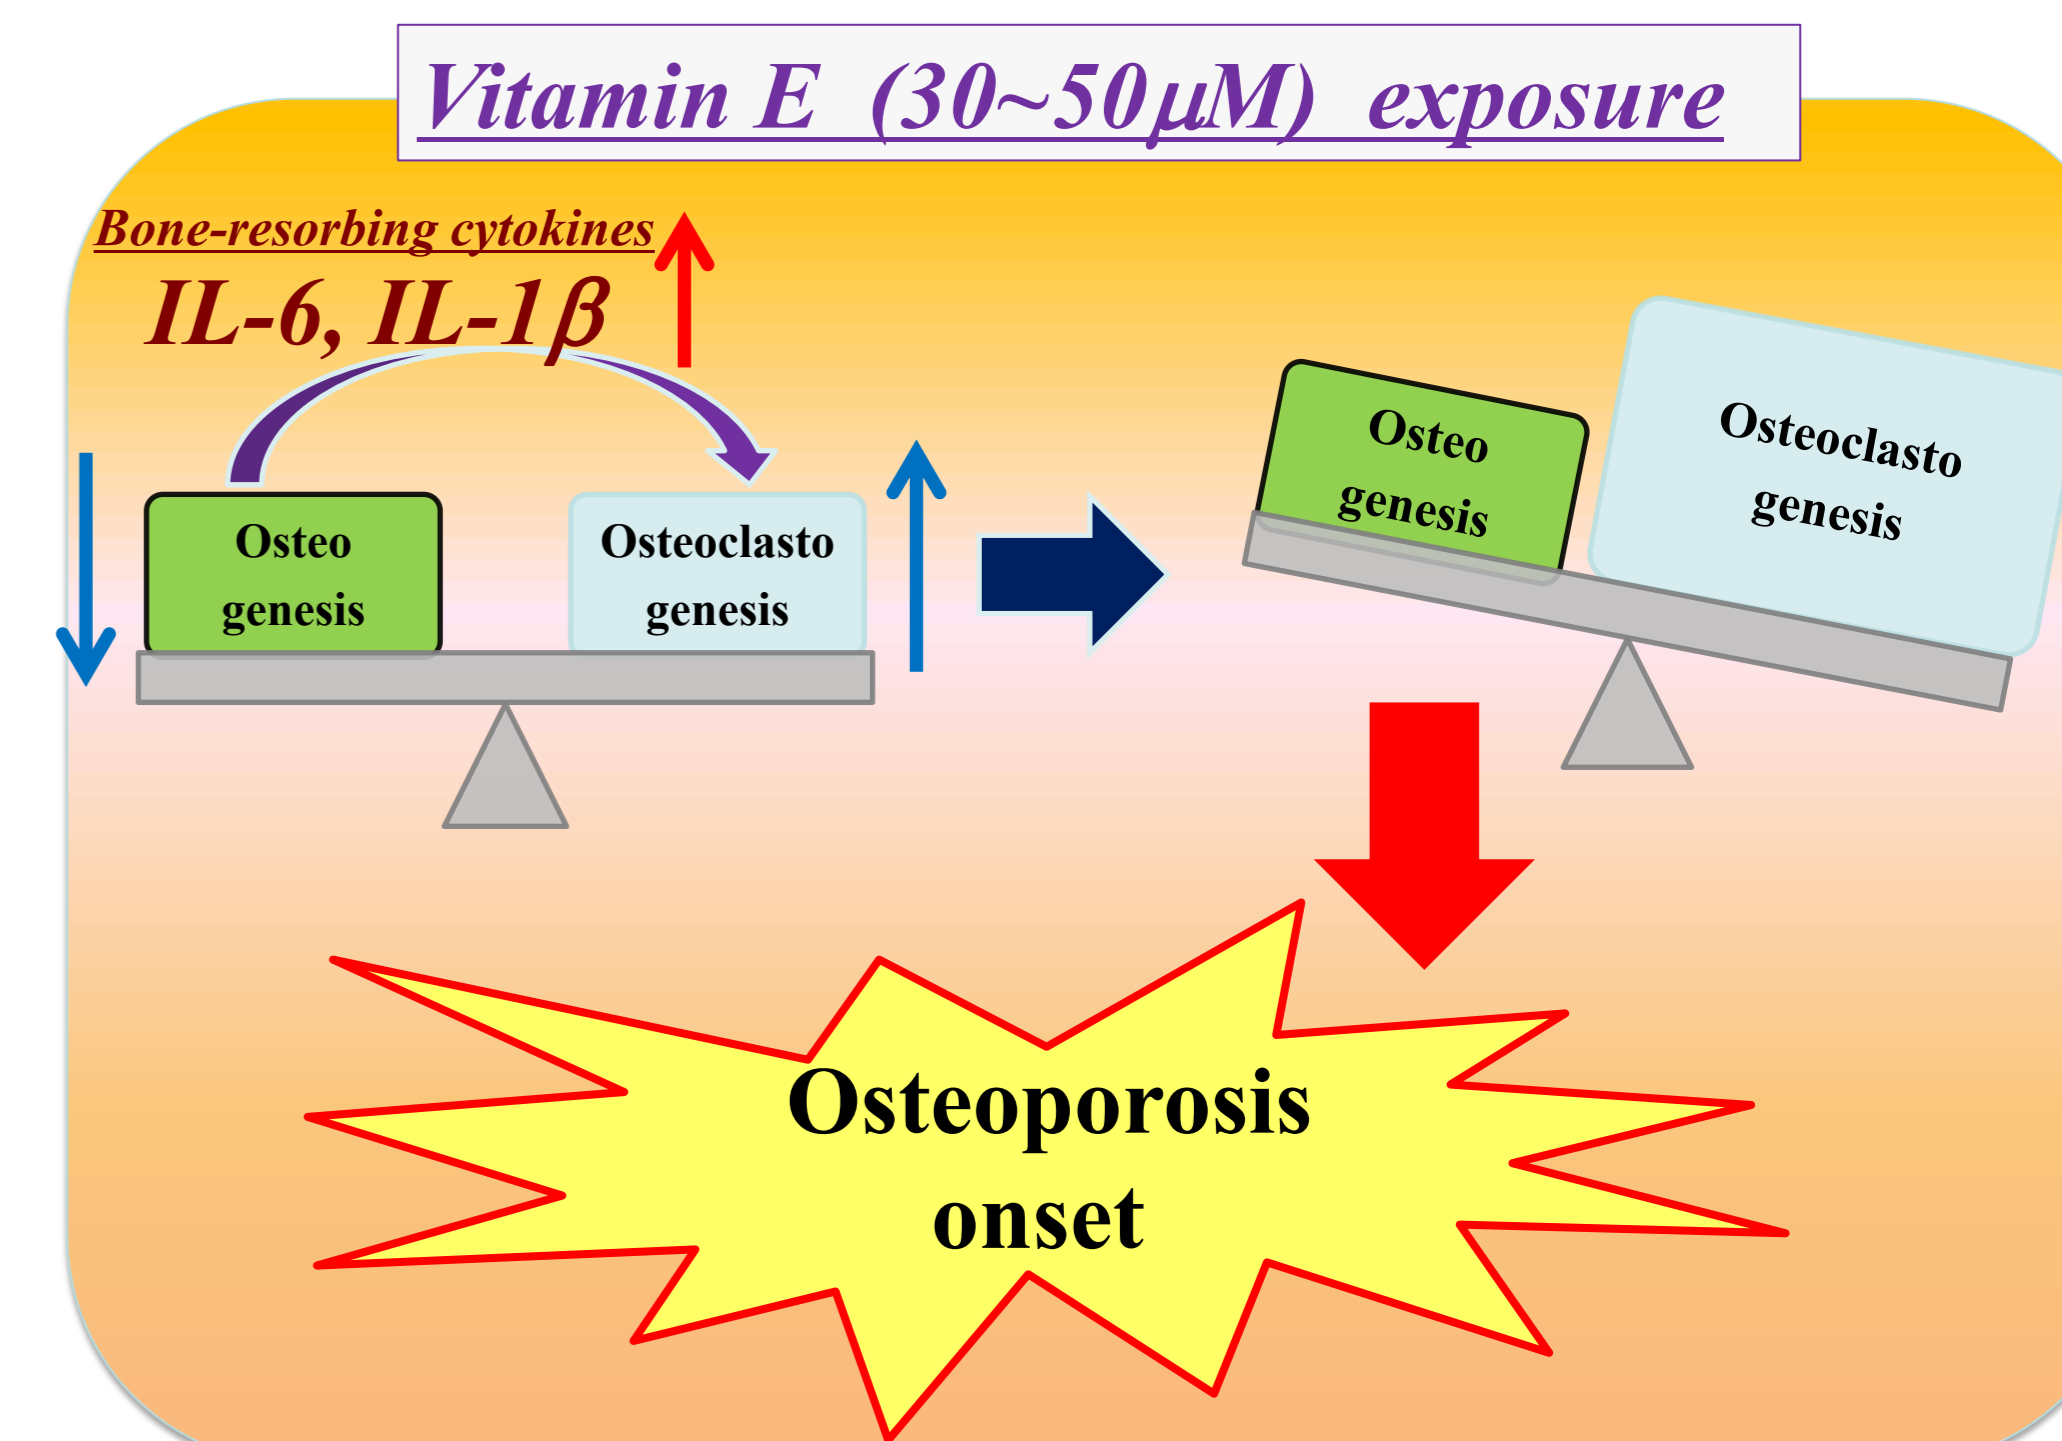 Vitamin E (30~50μM) exposure
Bone-resorbing cytokines
IL-6, IL-1β
Osteo
genesis
Osteoclasto
genesis
Osteo
genesis
Osteoclasto
genesis
Osteoporosis
onset